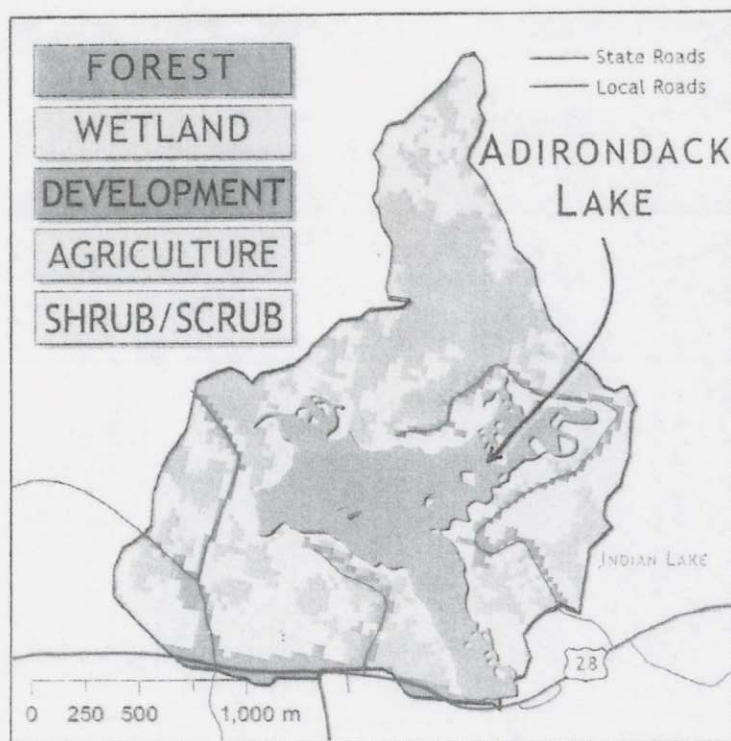 FOREST
WETLAND
DEVELOPMENT
AGRICULTURE
SHRUB/SCRUB
State Roads
Local Roads
ADIRONDACK
LAKE
INDIAN LAKE
28
0 250 500 1,000 m